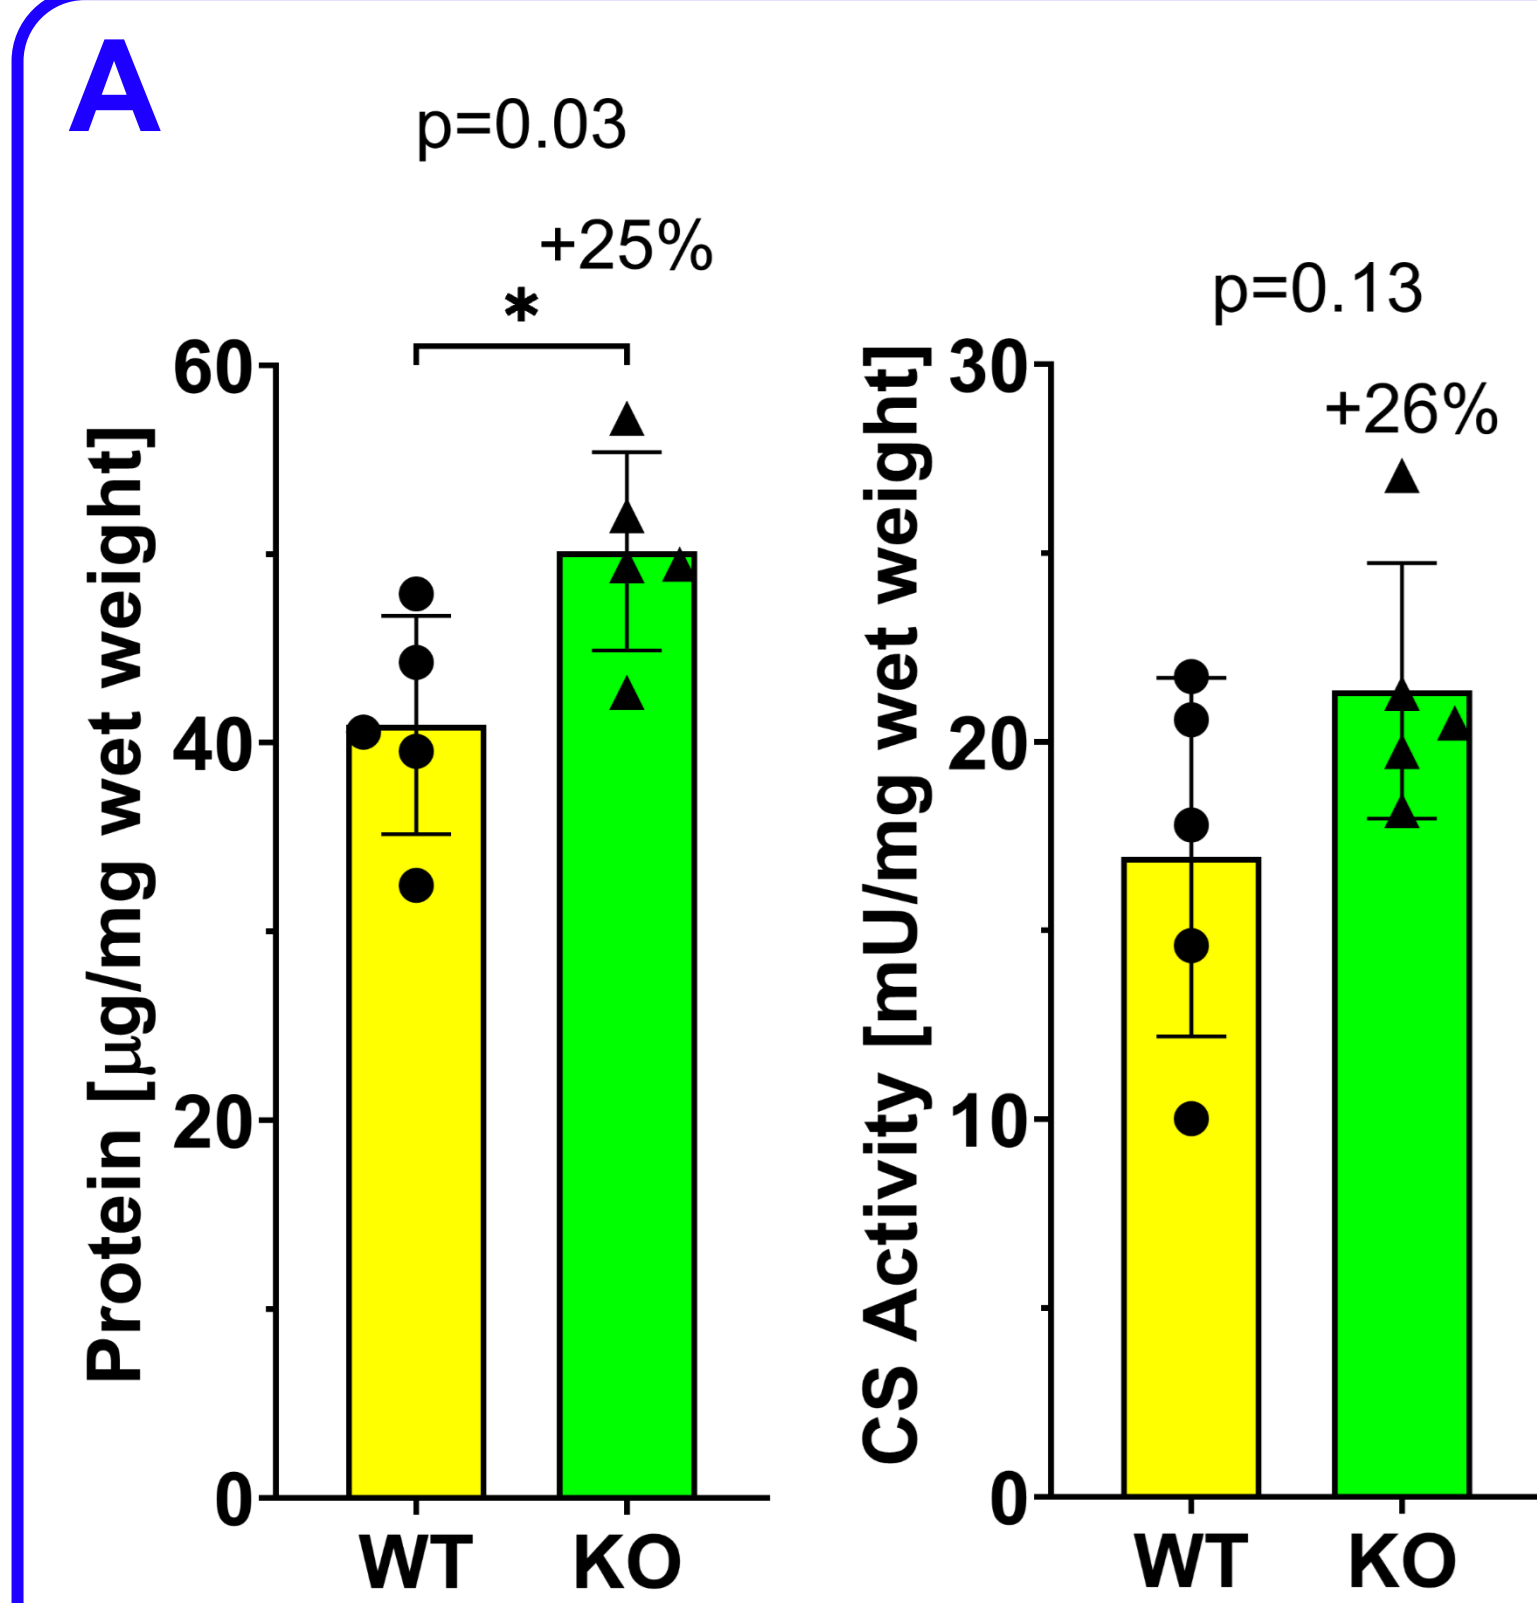 A
p=0.03
+25%
*
60
40
20
0
Protein [µg/mg wet weight]
WT
KO
p=0.13
+26%
30
20
10
0
CS Activity [mU/mg wet weight]
WT
KO